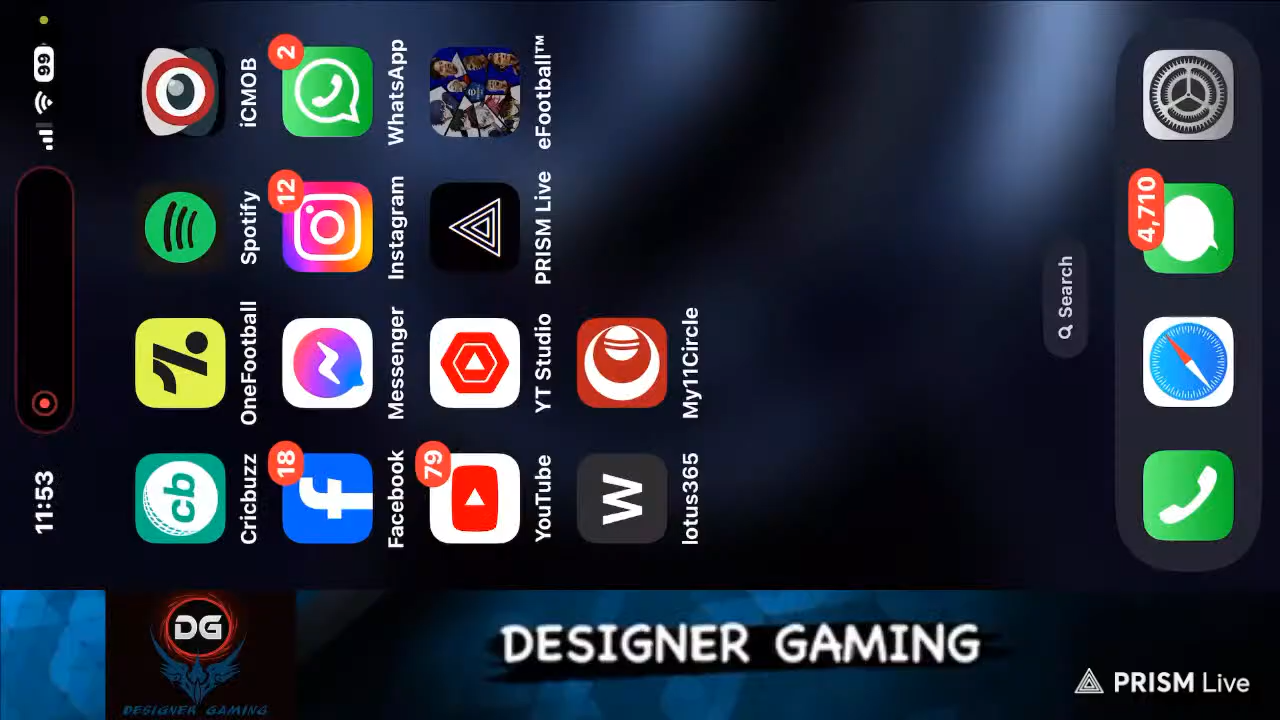 11:53
99
cb
Cricbuzz
OneFootball
Spotify
iCMOB
18
f
Facebook
Messenger
12
Instagram
2
WhatsApp
79
YouTube
YT Studio
PRISM Live
eFootball™
W
lotus365
My11Circle
Search
4,710
DG
DESIGNER GAMING
DESIGNER GAMING
PRISM Live